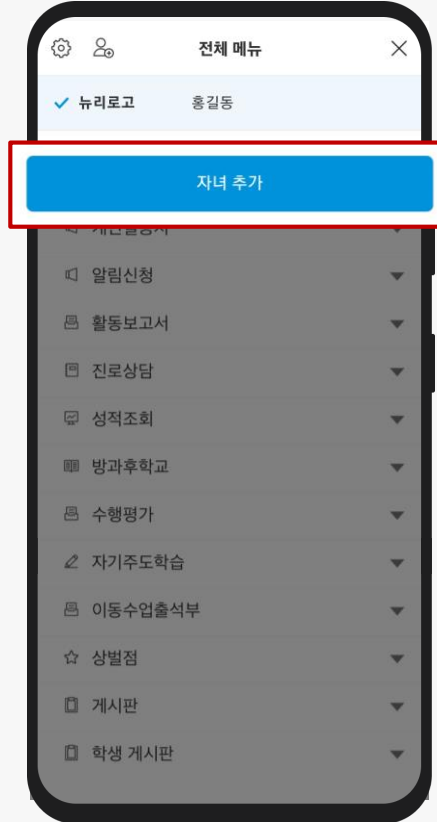 전체 메뉴
뉴리로고 홍길동
자녀 추가
알림신청
활동보고서
진로상담
성적조회
방과후학교
수행평가
자기주도학습
이동수업출석부
상벌점
게시판
학생 게시판